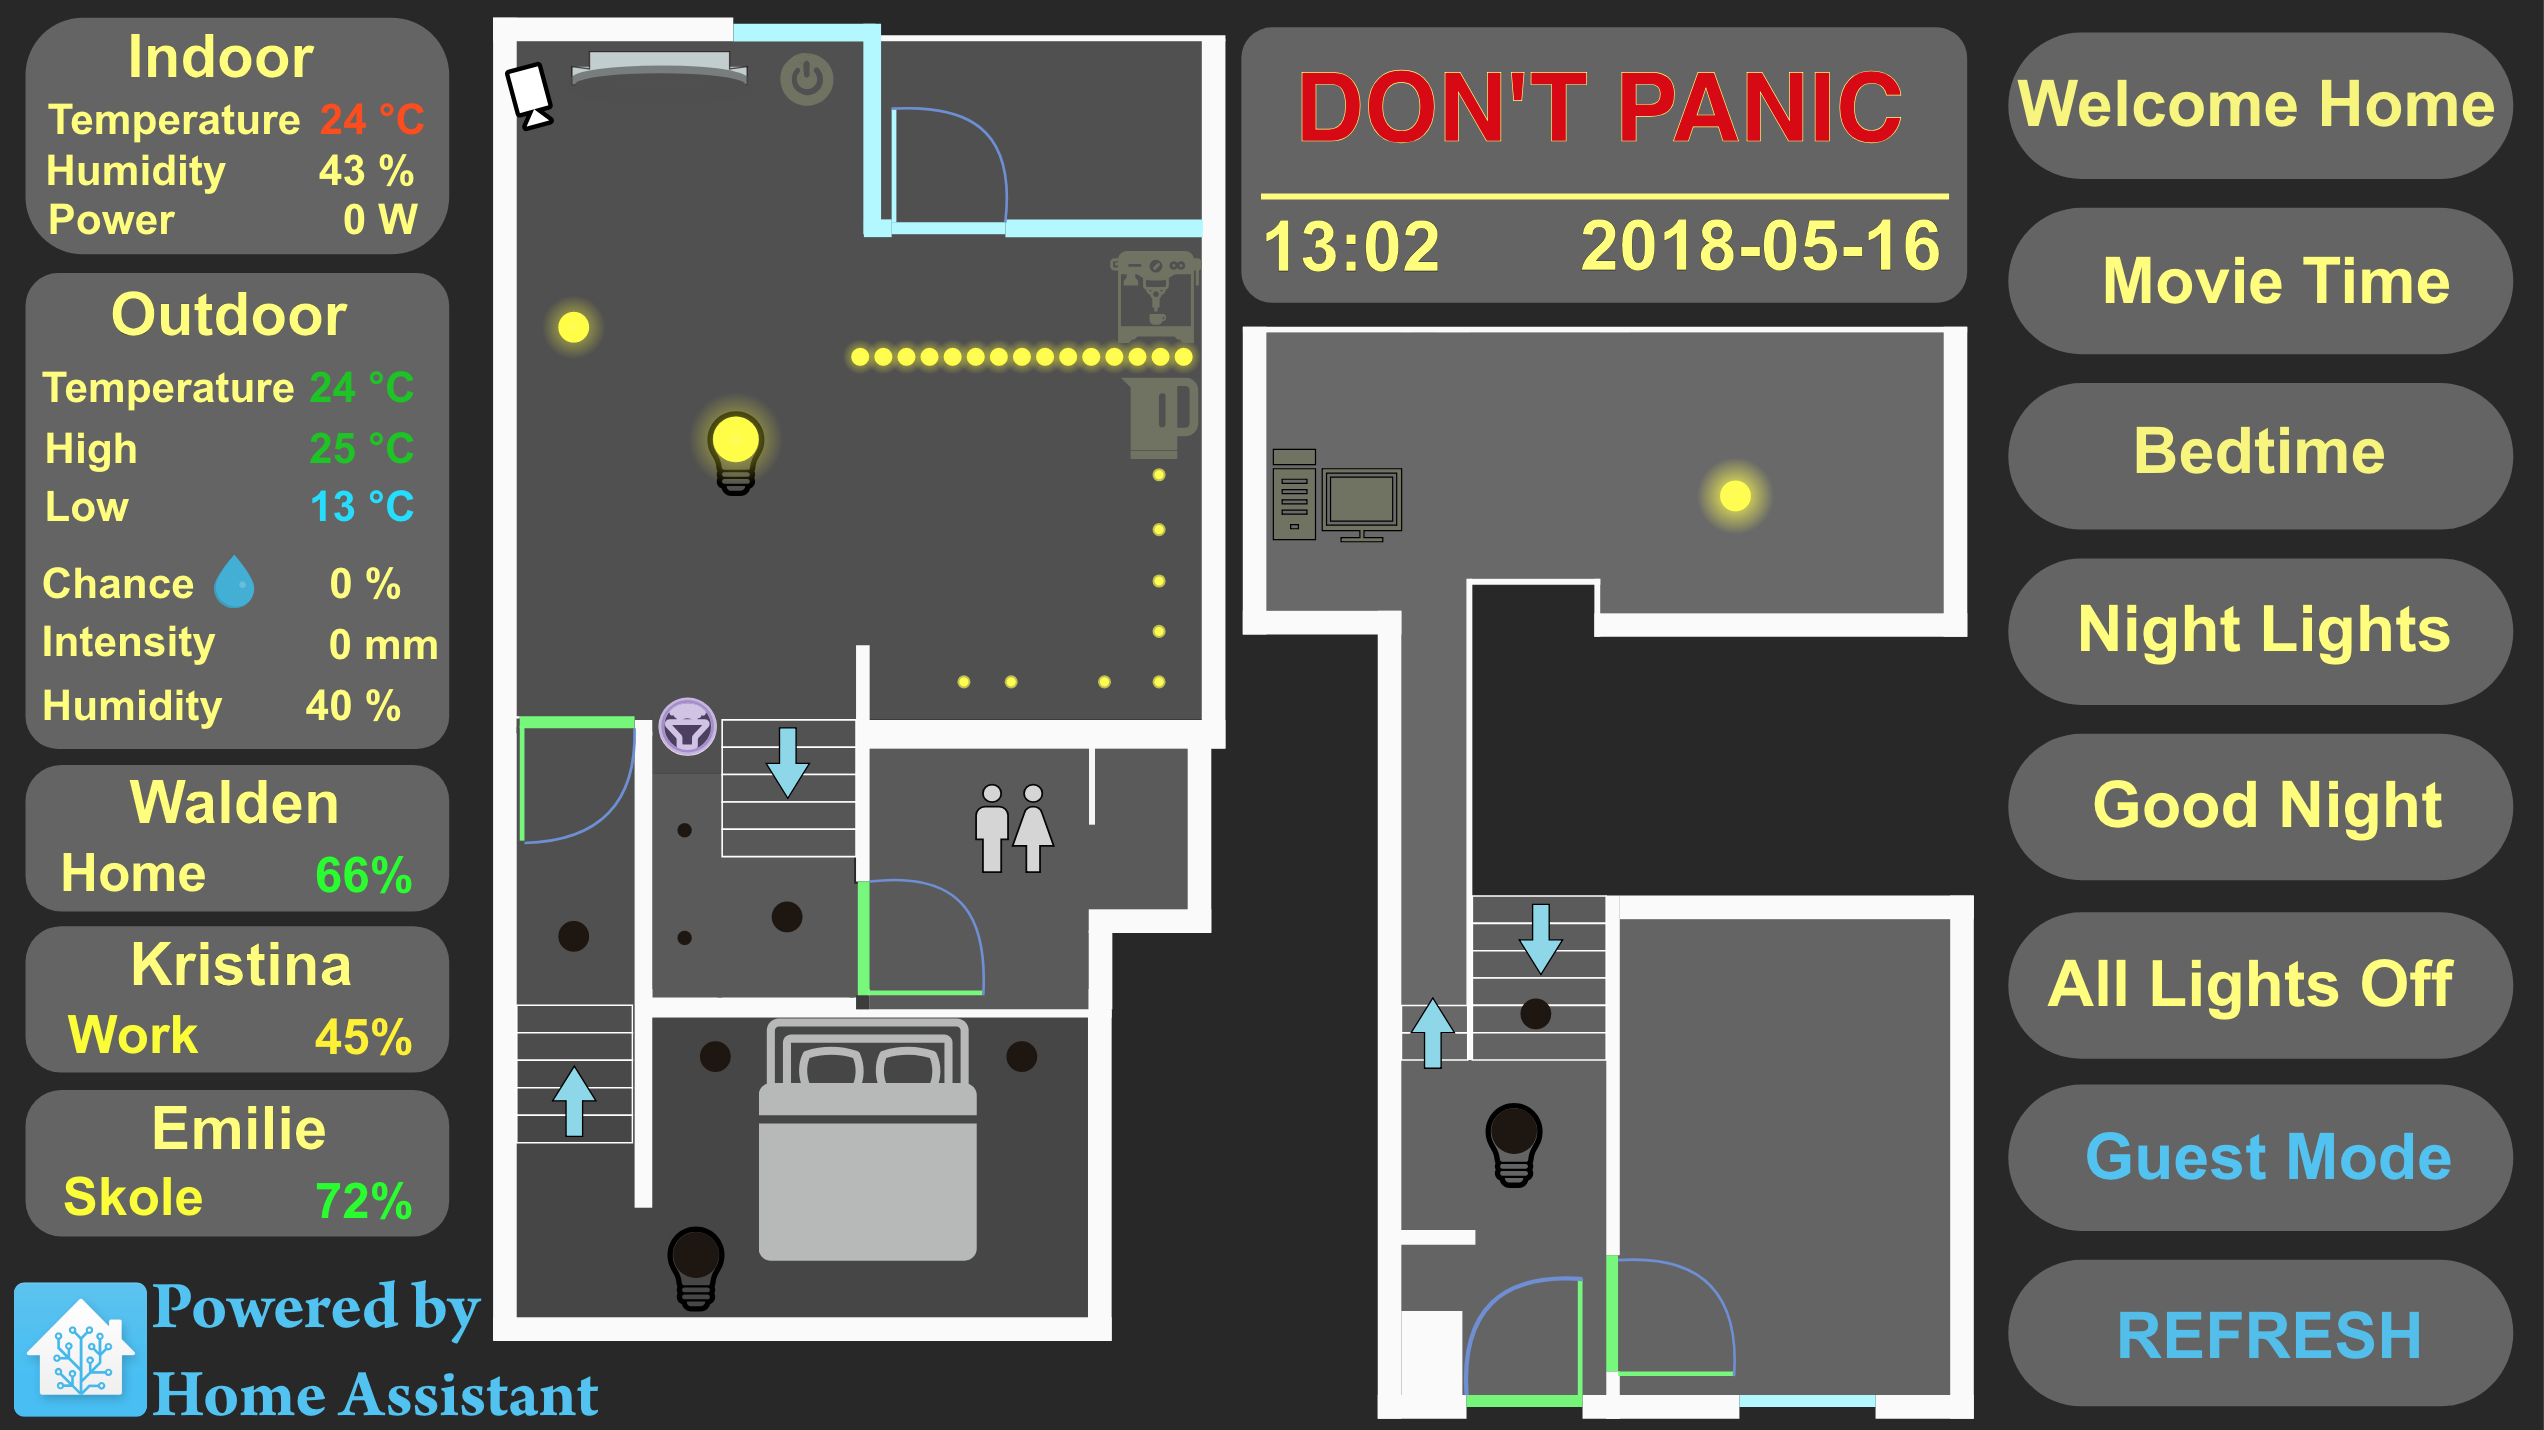 Indoor
Temperature 24 °C
Humidity 43 %
Power 0 W
Outdoor
Temperature 24 °C
High 25 °C
Low 13 °C
Chance 0 %
Intensity 0 mm
Humidity 40 %
Walden
Home 66%
Kristina
Work 45%
Emilie
Skole 72%
Powered by
Home Assistant
DON'T PANIC
13:02 2018-05-16
Welcome Home
Movie Time
Bedtime
Night Lights
Good Night
All Lights Off
Guest Mode
REFRESH